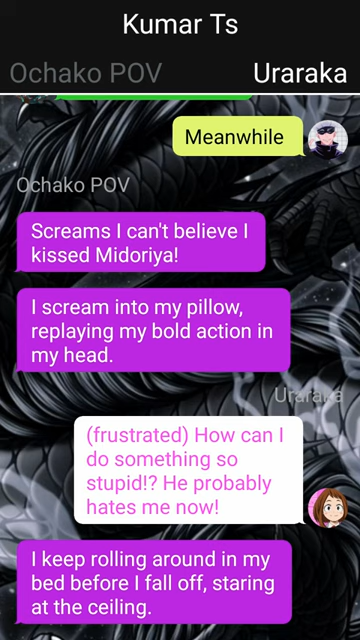 Kumar Ts
Ochako POV Uraraka
Meanwhile
Ochako POV
Screams I can't believe I
kissed Midoriya!
I scream into my pillow,
replaying my bold action in
my head.
Uraraka
(frustrated) How can I
do something so
stupid!? He probably
hates me now!
I keep rolling around in my
bed before I fall off, staring
at the ceiling.